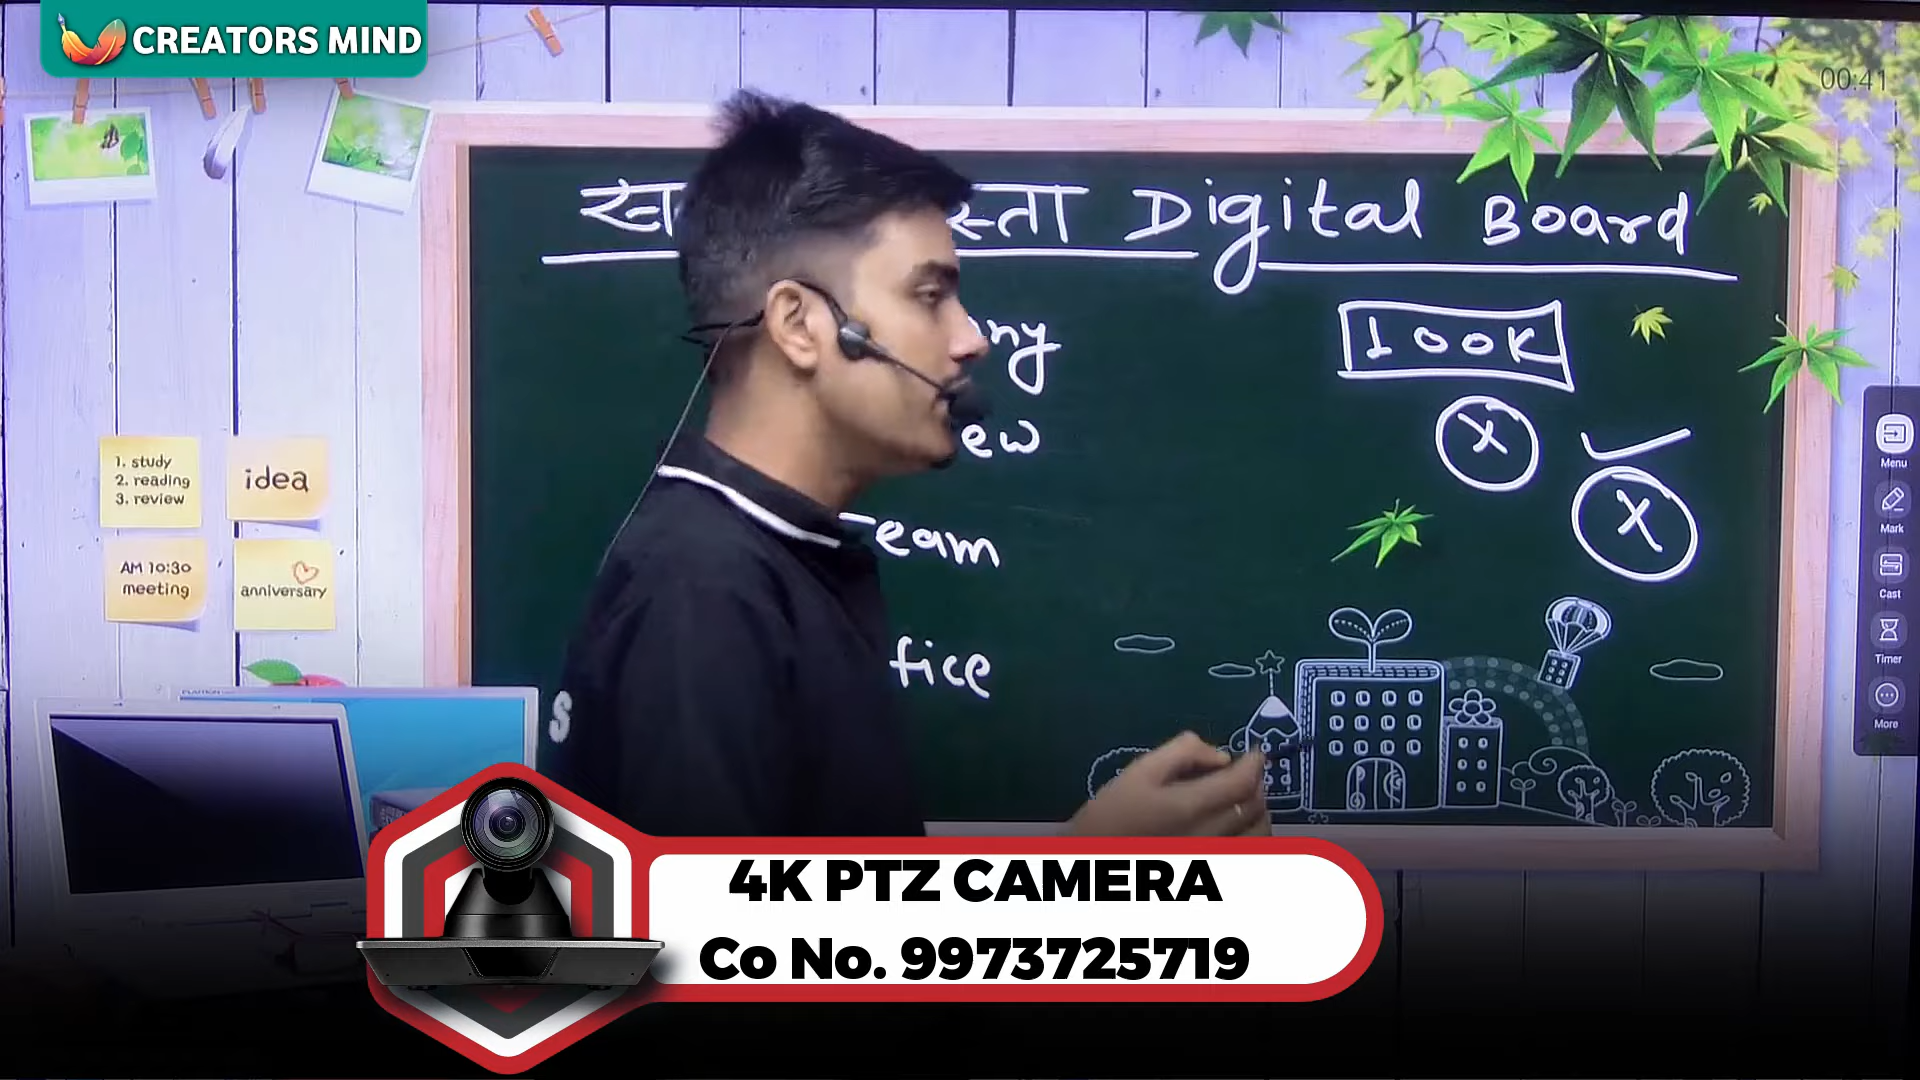 CREATORS MIND
00:41
Digital Board
100K
X
X
1. study
2. reading
3. review
idea
AM 10:30
meeting
anniversary
Menu
Mark
Cast
Timer
More
S
4K PTZ CAMERA
Co No. 9973725719